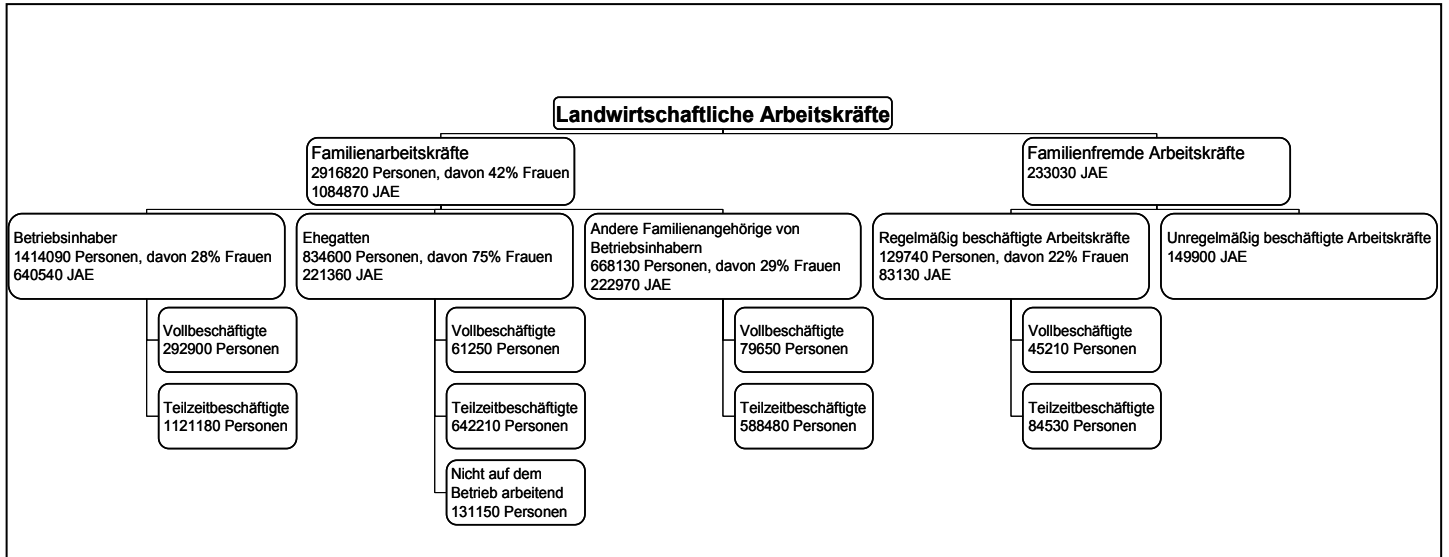 Landwirtschaftliche Arbeitskräfte
Familienarbeitskräfte
2916820 Personen, davon 42% Frauen
1084870 JAE
Familienfremde Arbeitskräfte
233030 JAE
Betriebsinhaber
1414090 Personen, davon 28% Frauen
640540 JAE
Ehegatten
834600 Personen, davon 75% Frauen
221360 JAE
Andere Familienangehörige von
Betriebsinhabern
668130 Personen, davon 29% Frauen
222970 JAE
Regelmäßig beschäftigte Arbeitskräfte
129740 Personen, davon 22% Frauen
83130 JAE
Unregelmäßig beschäftigte Arbeitskräfte
149900 JAE
Vollbeschäftigte
292900 Personen
Teilzeitbeschäftigte
1121180 Personen
Vollbeschäftigte
61250 Personen
Teilzeitbeschäftigte
642210 Personen
Nicht auf dem
Betrieb arbeitend
131150 Personen
Vollbeschäftigte
79650 Personen
Teilzeitbeschäftigte
588480 Personen
Vollbeschäftigte
45210 Personen
Teilzeitbeschäftigte
84530 Personen